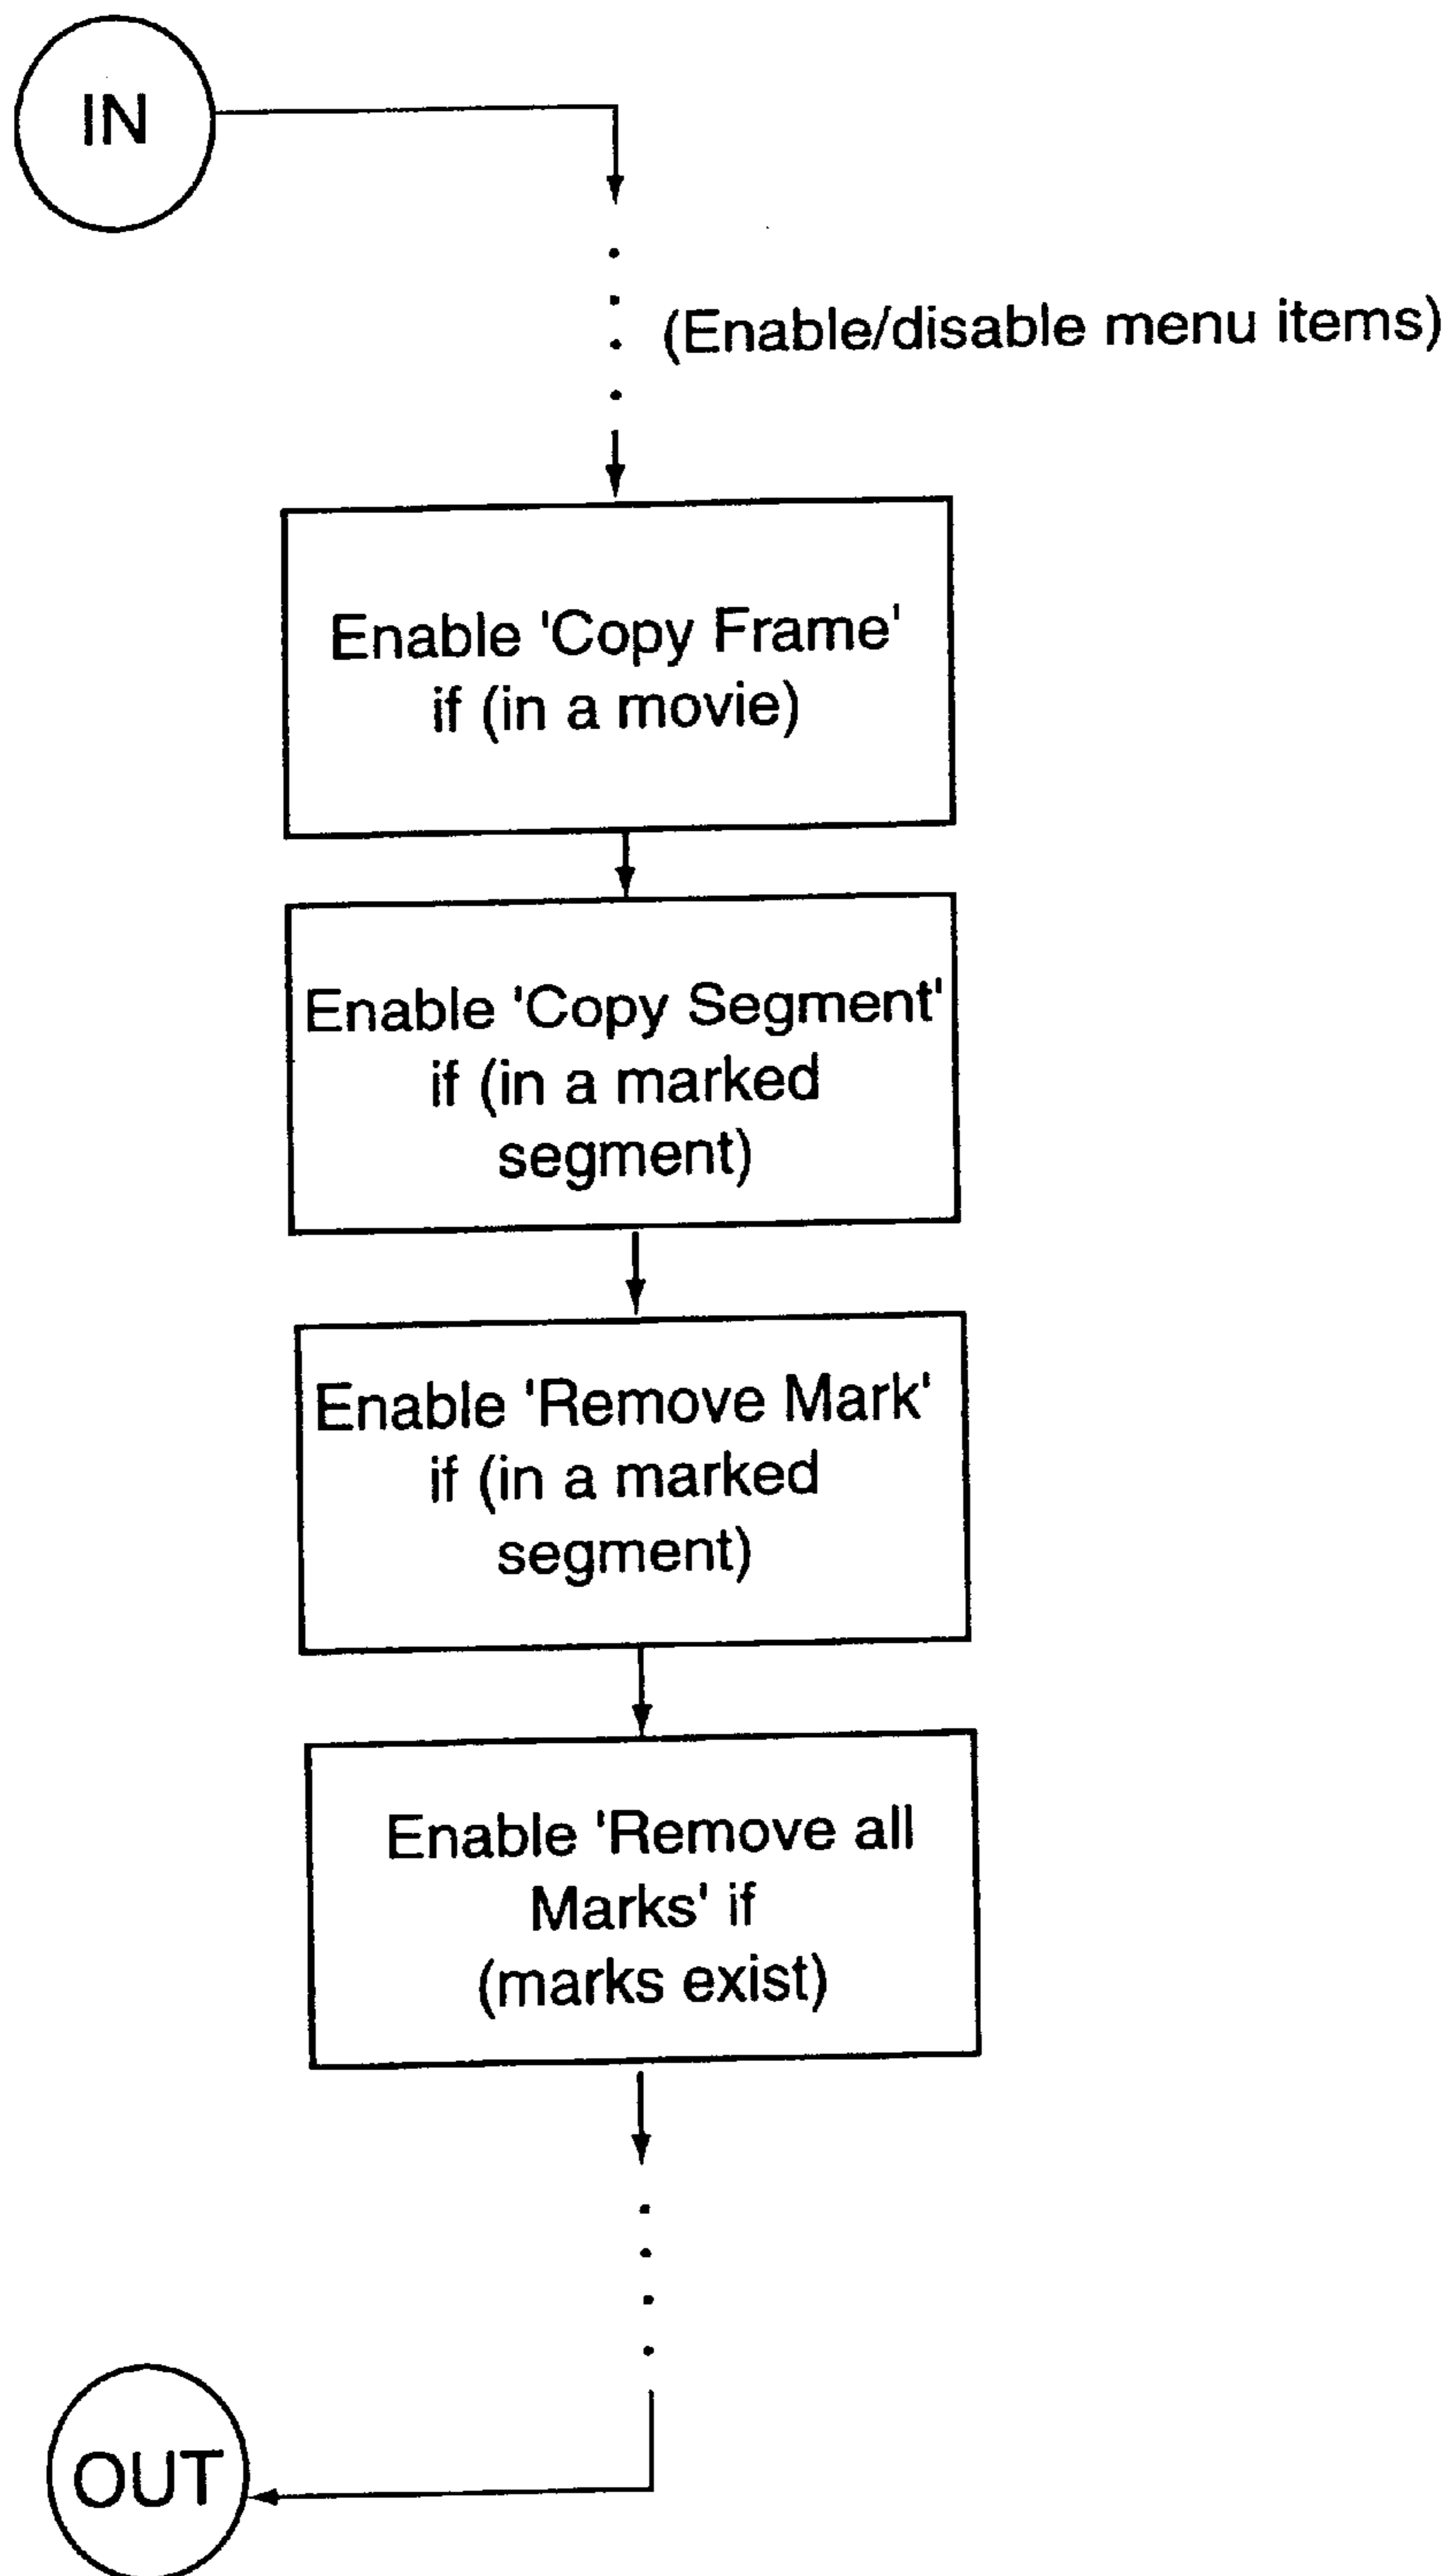 IN
(Enable/disable menu items)
Enable 'Copy Frame'
if (in a movie)
Enable 'Copy Segment'
if (in a marked
segment)
Enable 'Remove Mark'
if (in a marked
segment)
Enable 'Remove all
Marks' if
(marks exist)
OUT